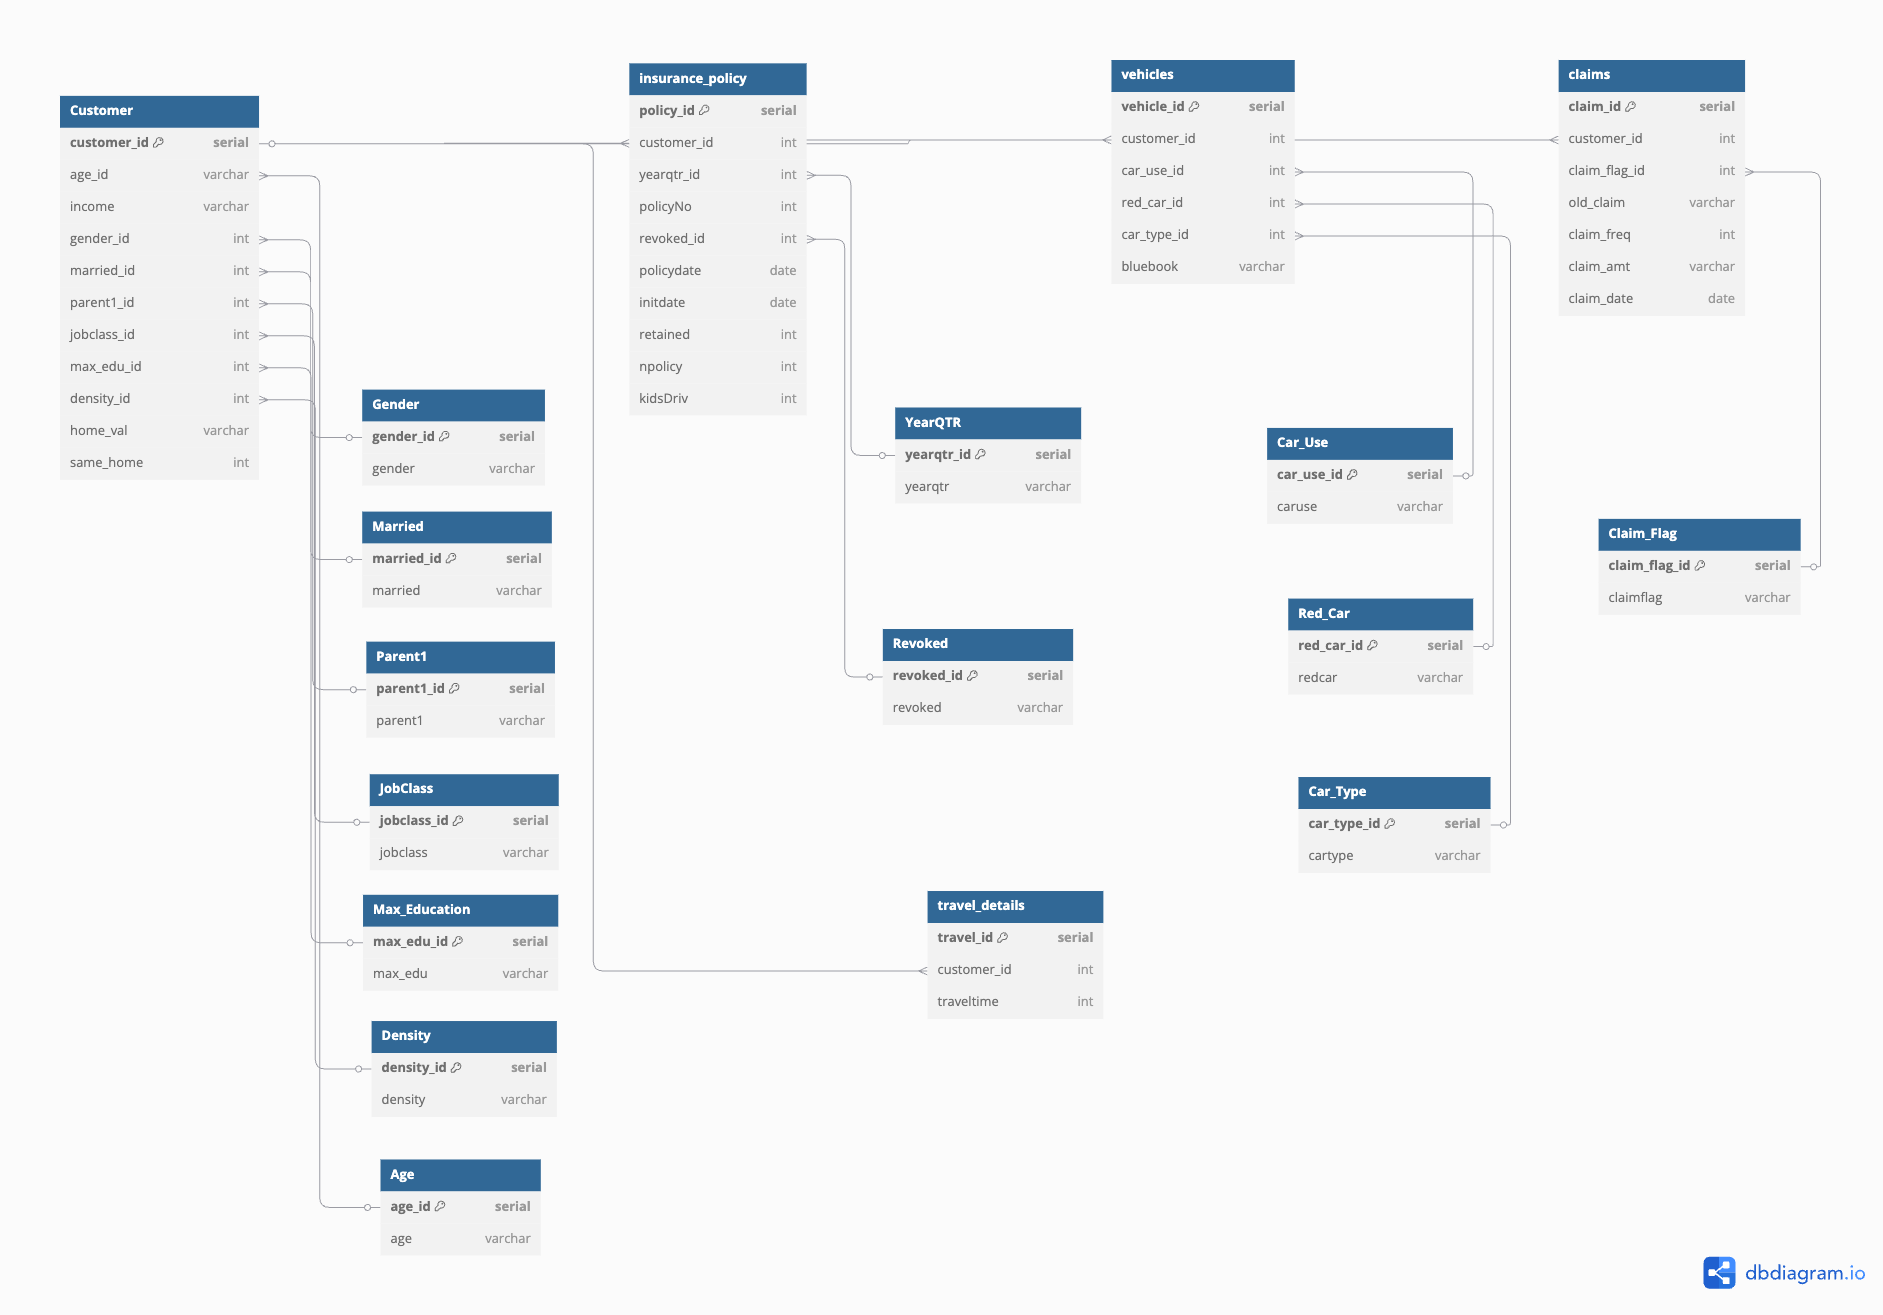 Customer
customer_id serial
age_id varchar
income varchar
gender_id int
married_id int
parent1_id int
jobclass_id int
max_edu_id int
density_id int
home_val varchar
same_home int
insurance_policy
policy_id serial
customer_id int
yearqtr_id int
policyNo int
revoked_id int
policydate date
initdate date
retained int
npolicy int
kidsDriv int
vehicles
vehicle_id serial
customer_id int
car_use_id int
red_car_id int
car_type_id int
bluebook varchar
claims
claim_id serial
customer_id int
claim_flag_id int
old_claim varchar
claim_freq int
claim_amt varchar
claim_date date
Gender
gender_id serial
gender varchar
Married
married_id serial
married varchar
Parent1
parent1_id serial
parent1 varchar
JobClass
jobclass_id serial
jobclass varchar
Max_Education
max_edu_id serial
max_edu varchar
Density
density_id serial
density varchar
Age
age_id serial
age varchar
YearQTR
yearqtr_id serial
yearqtr varchar
Revoked
revoked_id serial
revoked varchar
travel_details
travel_id serial
customer_id int
traveltime int
Car_Use
car_use_id serial
caruse varchar
Red_Car
red_car_id serial
redcar varchar
Car_Type
car_type_id serial
cartype varchar
Claim_Flag
claim_flag_id serial
claimflag varchar
dbdiagram.io